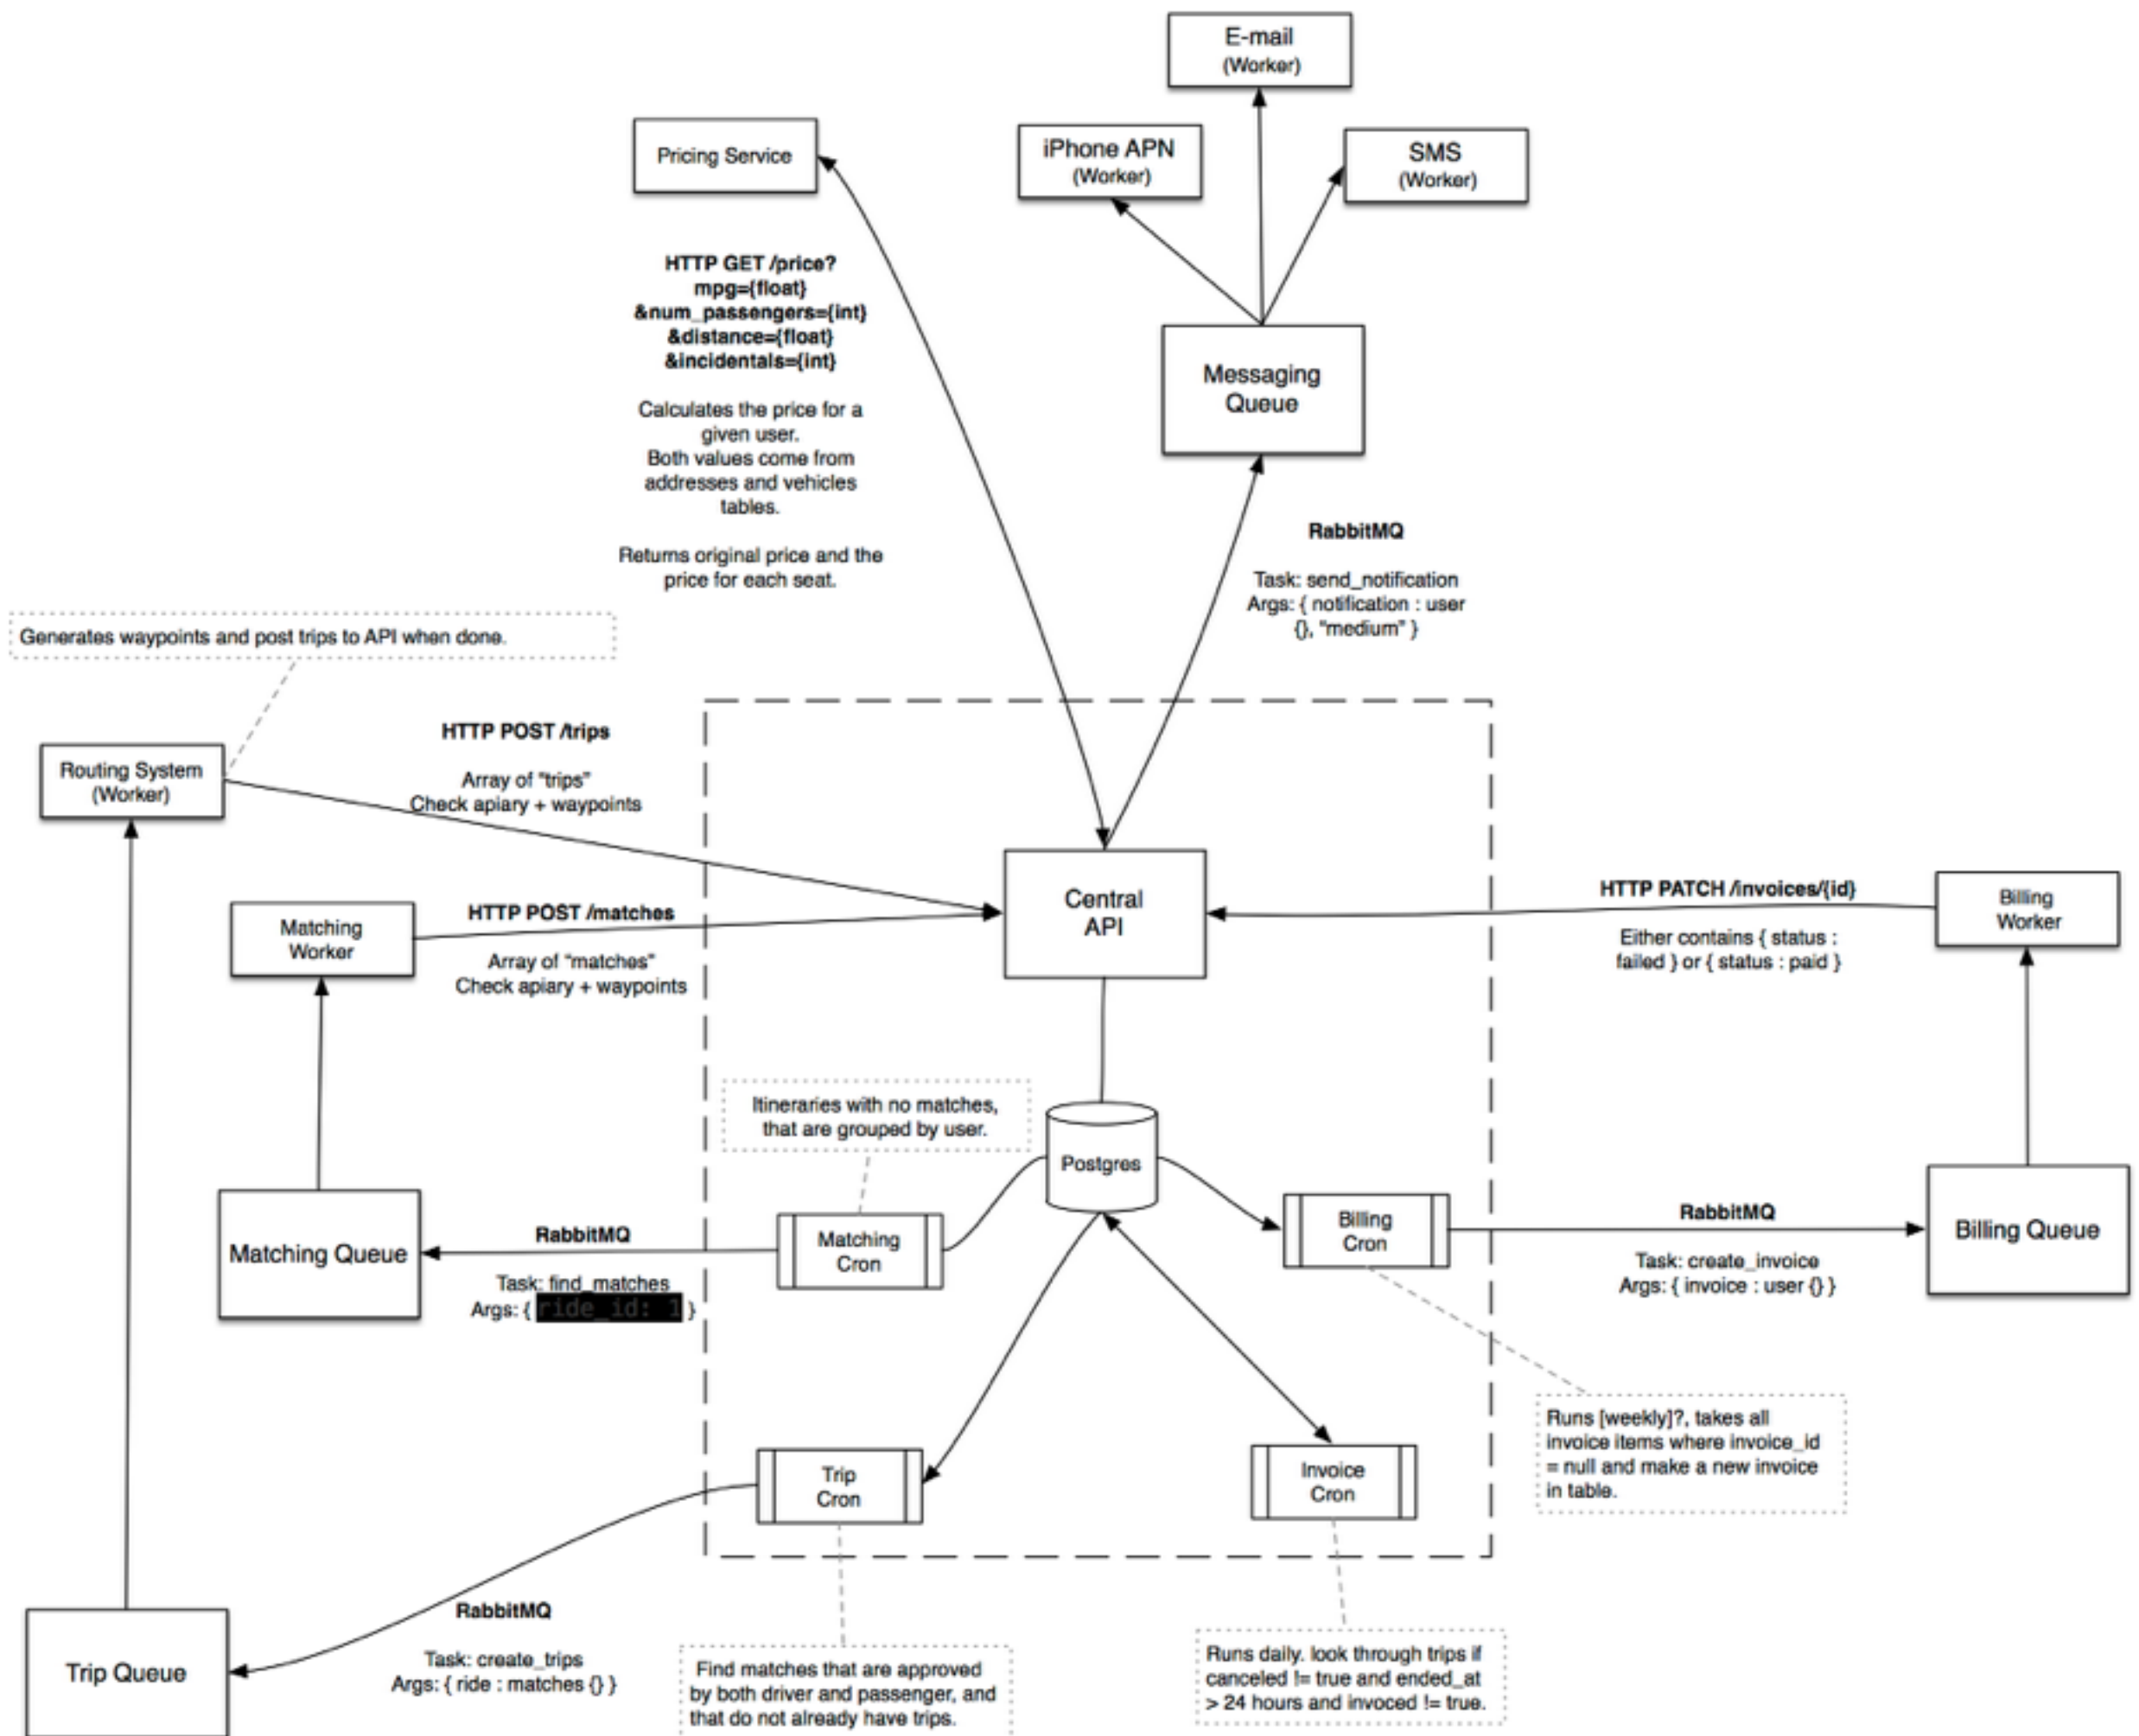 E-mail
(Worker)
Pricing Service
iPhone APN
(Worker)
SMS
(Worker)
HTTP GET /price?
mpg={float}
&num_passengers={int}
&distance={float}
&incidentals={int}
Calculates the price for a
given user.
Both values come from
addresses and vehicles
tables.
Returns original price and the
price for each seat.
Messaging
Queue
RabbitMQ
Task: send_notification
Args: { notification : user
{}, “medium” }
Generates waypoints and post trips to API when done.
Routing System
(Worker)
HTTP POST /trips
Array of “trips”
Check apiary + waypoints
Matching
Worker
HTTP POST /matches
Array of “matches”
Check apiary + waypoints
Central
API
HTTP PATCH /invoices/{id}
Either contains { status :
failed } or { status : paid }
Billing
Worker
Itineraries with no matches,
that are grouped by user.
Postgres
Matching Queue
RabbitMQ
Task: find_matches
Args: { ride_id: 1 }
Matching
Cron
Billing
Cron
RabbitMQ
Task: create_invoice
Args: { invoice : user {} }
Billing Queue
Runs [weekly]?, takes all
invoice items where invoice_id
= null and make a new invoice
in table.
Trip
Cron
Invoice
Cron
Trip Queue
RabbitMQ
Task: create_trips
Args: { ride : matches {} }
Find matches that are approved
by both driver and passenger, and
that do not already have trips.
Runs daily. look through trips if
canceled != true and ended_at
> 24 hours and invoced != true.